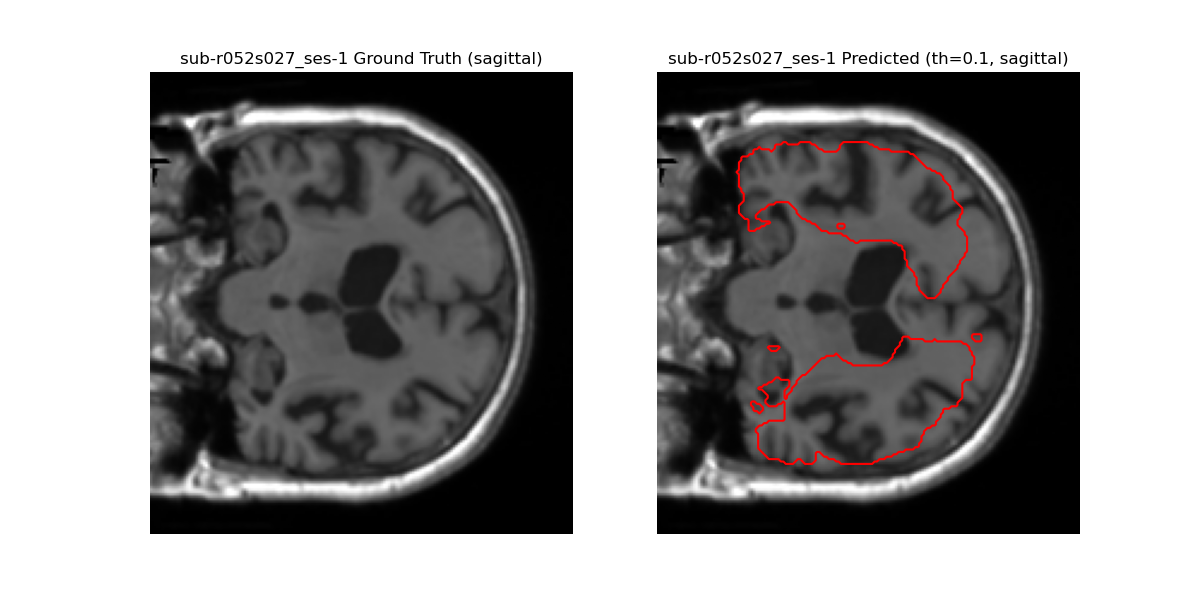 sub-r052s027_ses-1 Ground Truth (sagittal)
sub-r052s027_ses-1 Predicted (th=0.1, sagittal)